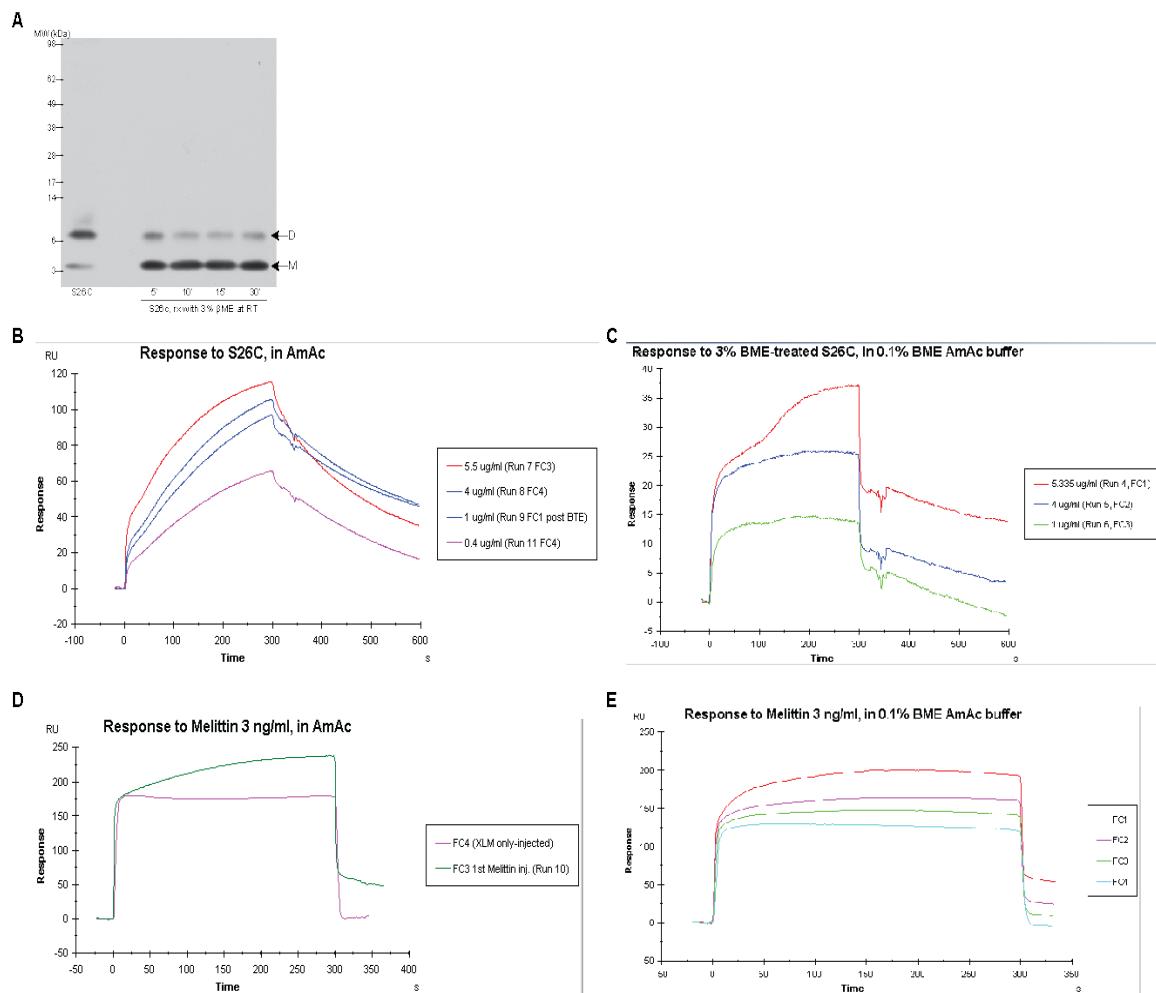 A
MW (kDa)
98
62
49
38
28
17
14
6
3
D
M
S26C
5'
10'
15'
30'
S26c, rx with 3% βME at RT
B
RU
Response to S26C, in AmAc
120
100
80
60
40
20
0
-20
-100
0
100
200
300
400
500
600
Response
Time
s
5.5 ug/ml (Run 7 FC3)
4 ug/ml (Run 8 FC4)
1 ug/ml (Run 9 FC1 post BTE)
0.4 ug/ml (Run 11 FC4)
C
RU
Response to 3% BME-treated S26C, in 0.1% BME AmAc buffer
40
35
30
25
20
15
10
5
0
-5
-100
0
100
200
300
400
500
600
Response
Time
s
5.335 ug/ml (Run 4, FC1)
4 ug/ml (Run 5, FC2)
1 ug/ml (Run 6, FC3)
D
RU
Response to Melittin 3 ng/ml, in AmAc
250
200
150
100
50
0
-50
-50
0
50
100
150
200
250
300
350
400
Response
Time
s
FC4 (XLM only-injected)
FC3 1st Melittin inj. (Run 10)
E
RU
Response to Melittin 3 ng/ml, in 0.1% BME AmAc buffer
250
200
150
100
50
0
50
50
0
50
100
150
200
250
300
350
Response
Time
s
FC1
FC2
FC3
FC4